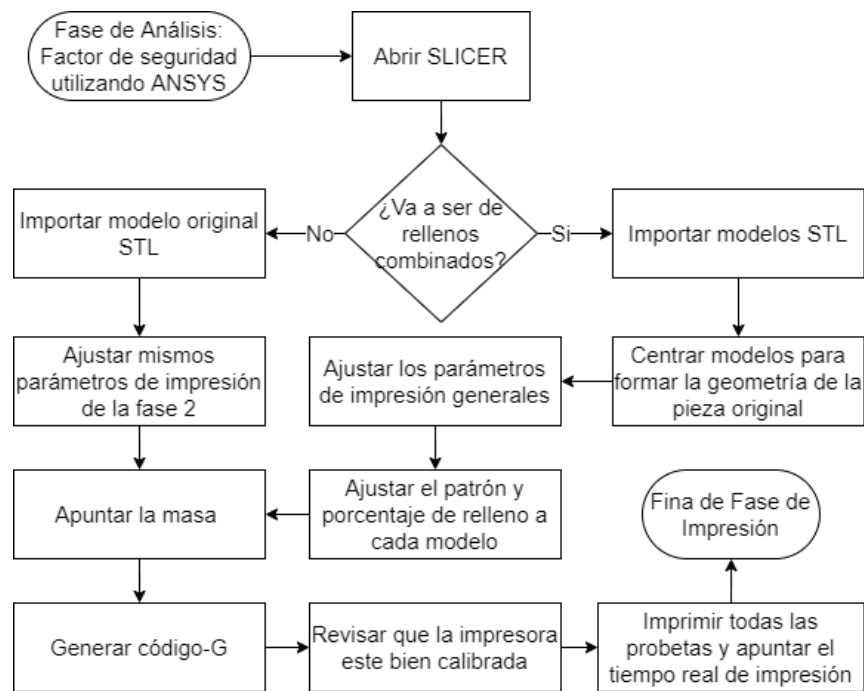 Fase de Análisis:
Factor de seguridad
utilizando ANSYS
Abrir SLICER
¿Va a ser de
rellenos
combinados?
No
Si
Importar modelo original
STL
Importar modelos STL
Ajustar mismos
parámetros de impresión
de la fase 2
Ajustar los parámetros
de impresión generales
Centrar modelos para
formar la geometría de la
pieza original
Apuntar la masa
Ajustar el patrón y
porcentaje de relleno a
cada modelo
Fina de Fase de
Impresión
Generar código-G
Revisar que la impresora
este bien calibrada
Imprimir todas las
probetas y apuntar el
tiempo real de impresión